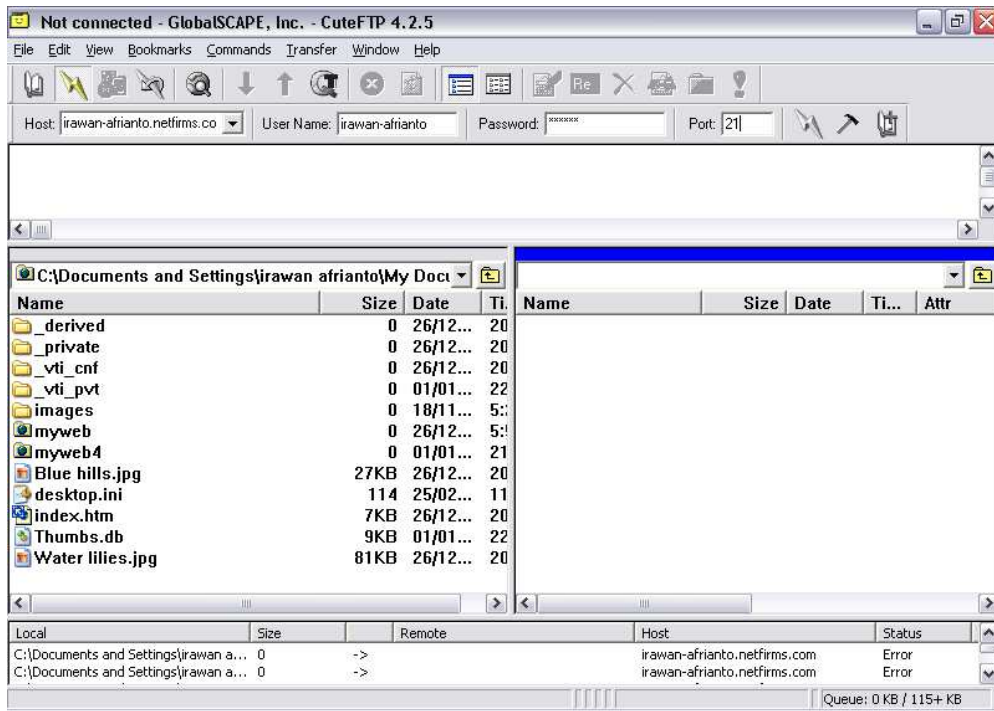 Not connected - GlobalSCAPE, Inc. - CuteFTP 4.2.5
File Edit View Bookmarks Commands Transfer Window Help
Re
Host: irawan-afrianto.netfirms.co User Name: irawan-afrianto Password: ****** Port: 21
C:\Documents and Settings\irawan afrianto\My Docu
Name Size Date Ti. Name Size Date Ti... Attr
_derived 0 26/12... 20
_private 0 26/12... 20
_vti_cnf 0 26/12... 20
_vti_pvt 0 01/01... 22
images 0 18/11... 5:
myweb 0 26/12... 5:
myweb4 0 01/01... 21
Blue hills.jpg 27KB 26/12... 20
desktop.ini 114 25/02... 11
index.htm 7KB 26/12... 20
Thumbs.db 9KB 01/01... 22
Water lilies.jpg 81KB 26/12... 20
Local Size Remote Host Status
C:\Documents and Settings\irawan a... 0 -> irawan-afrianto.netfirms.com Error
C:\Documents and Settings\irawan a... 0 -> irawan-afrianto.netfirms.com Error
Queue: 0 KB / 115+ KB